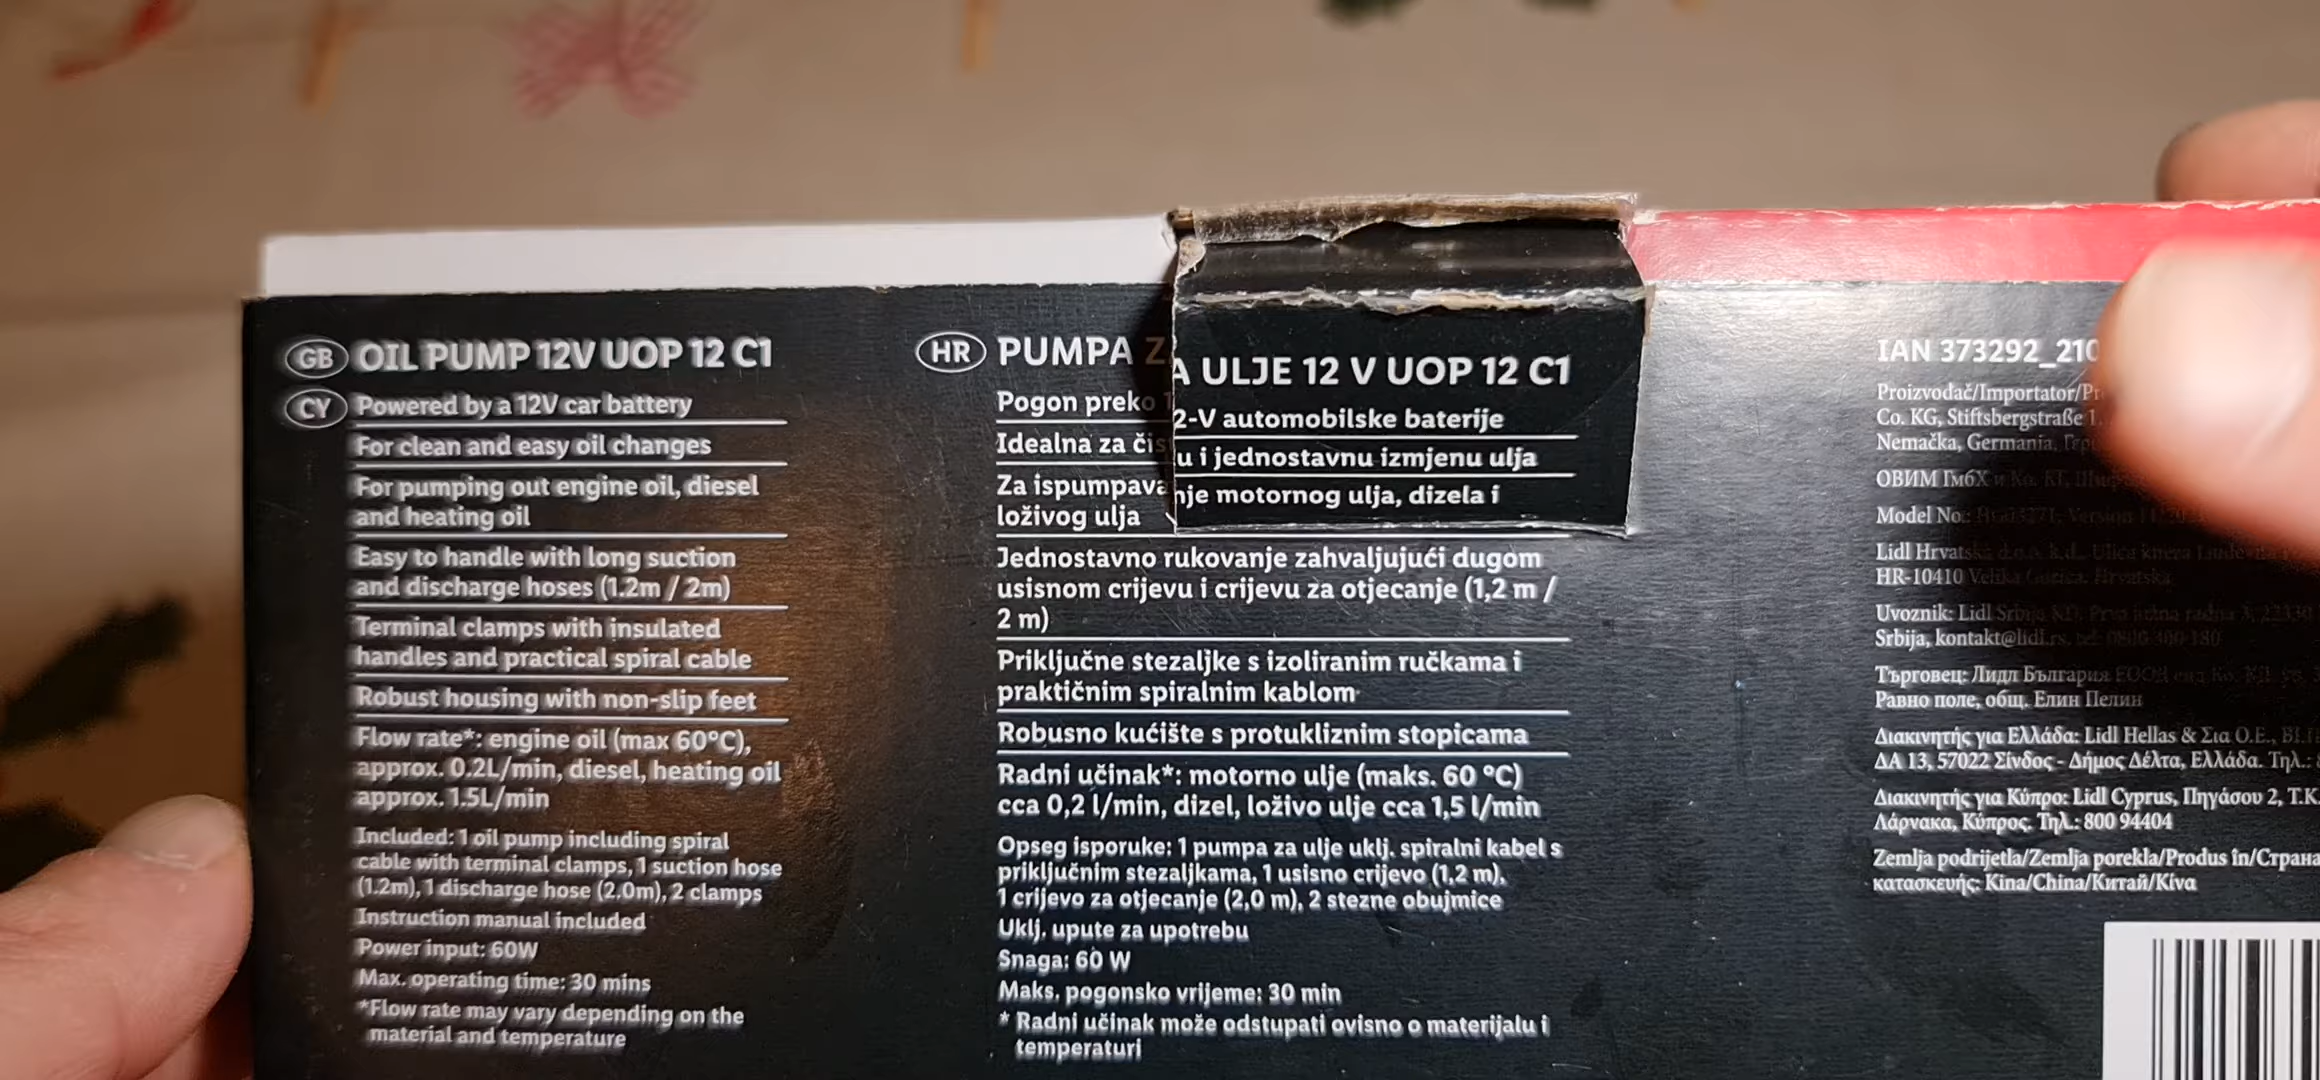 GB OIL PUMP 12V UOP 12 C1
CY Powered by a 12V car battery
For clean and easy oil changes
For pumping out engine oil, diesel
and heating oil
Easy to handle with long suction
and discharge hoses (1.2m / 2m)
Terminal clamps with insulated
handles and practical spiral cable
Robust housing with non-slip feet
Flow rate*: engine oil (max 60°C),
approx. 0.2L/min, diesel, heating oil
approx. 1.5L/min
Included: 1 oil pump including spiral
cable with terminal clamps, 1 suction hose
(1.2m), 1 discharge hose (2.0m), 2 clamps
Instruction manual included
Power input: 60W
Max. operating time: 30 mins
*Flow rate may vary depending on the
material and temperature
HR PUMPA ZA ULJE 12 V UOP 12 C1
Pogon preko 12-V automobilske baterije
Idealna za čistu i jednostavnu izmjenu ulja
Za ispumpavanje motornog ulja, dizela i
loživog ulja
Jednostavno rukovanje zahvaljujući dugom
usisnom crijevu i crijevu za otjecanje (1,2 m /
2 m)
Priključne stezaljke s izoliranim ručkama i
praktičnim spiralnim kablom
Robusno kućište s protukliznim stopicama
Radni učinak*: motorno ulje (maks. 60 °C)
cca 0,2 l/min, dizel, loživo ulje cca 1,5 l/min
Opseg isporuke: 1 pumpa za ulje uklj. spiralni kabel s
priključnim stezaljkama, 1 usisno crijevo (1,2 m),
1 crijevo za otjecanje (2,0 m), 2 stezne obujmice
Uklj. upute za upotrebu
Snaga: 60 W
Maks. pogonsko vrijeme: 30 min
* Radni učinak može odstupati ovisno o materijalu i
temperaturi
IAN 373292_210
Proizvođač/Importator/
Co. KG, Stiftsbergstraße 1,
Nemačka, Germania,
ОВИМ ГмбХ и Ко. КГ,
Model No.:
Lidl Hrvatska d.o.o. k.d., Ulica kneza
HR-10410 Velika Gorica, Hrvatska
Uvoznik: Lidl Srbija KD, Prva južna radna 3, 22330
Srbija, kontakt@lidl.rs, tel: 0800 300 180
Търговец: Лидл България ЕООД енд Ко. КД, ул.
Равно поле, общ. Елин Пелин
Διακινητής για Ελλάδα: Lidl Hellas & Σια Ο.Ε.,
ΔΑ 13, 57022 Σίνδος - Δήμος Δέλτα, Ελλάδα. Τηλ.:
Διακινητής για Κύπρο: Lidl Cyprus, Πηγάσου 2, Τ.Κ.
Λάρνακα, Κύπρος. Τηλ.: 800 94404
Zemlja podrijetla/Zemlja porekla/Produs în/Страна
κατασκευής: Kina/China/Китай/Κίνα